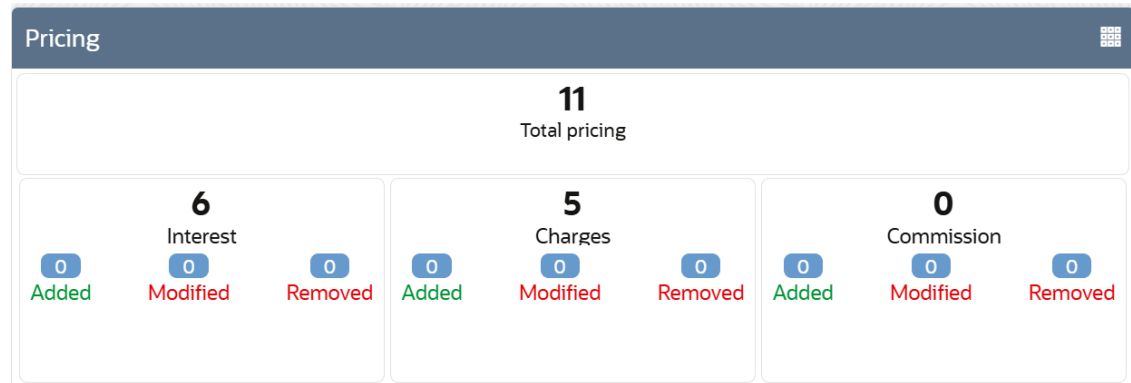 Pricing
11
Total pricing
6 5 0
Interest Charges Commission
0 0 0 0 0 0 0 0 0
Added Modified Removed Added Modified Removed Added Modified Removed